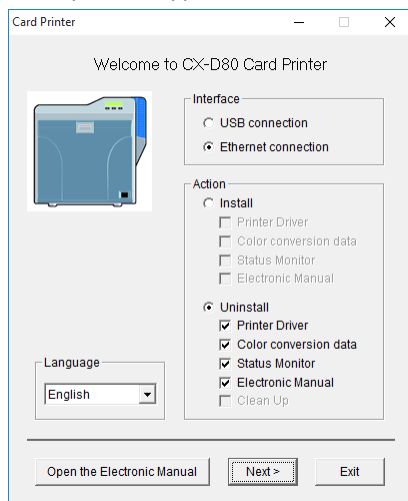 Card Printer
Welcome to CX-D80 Card Printer
Interface
USB connection
Ethernet connection
Action
Install
Printer Driver
Color conversion data
Status Monitor
Electronic Manual
Uninstall
Printer Driver
Color conversion data
Status Monitor
Electronic Manual
Clean Up
Language
English
Open the Electronic Manual
Next >
Exit